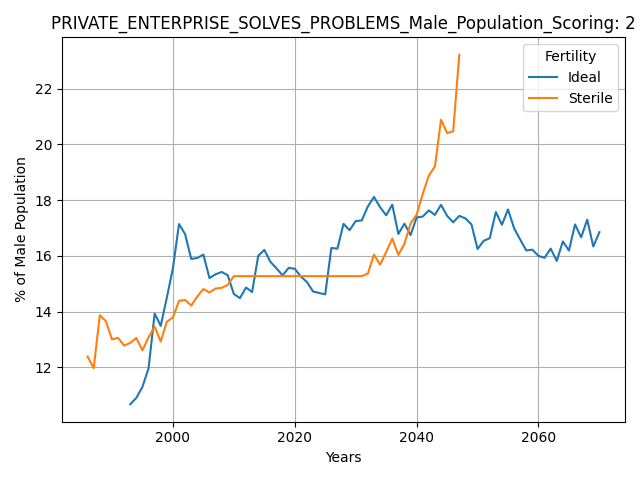 PRIVATE_ENTERPRISE_SOLVES_PROBLEMS_Male_Population_Scoring: 2
Fertility
Ideal
Sterile
% of Male Population
22
20
18
16
14
12
2000
2020
2040
2060
Years